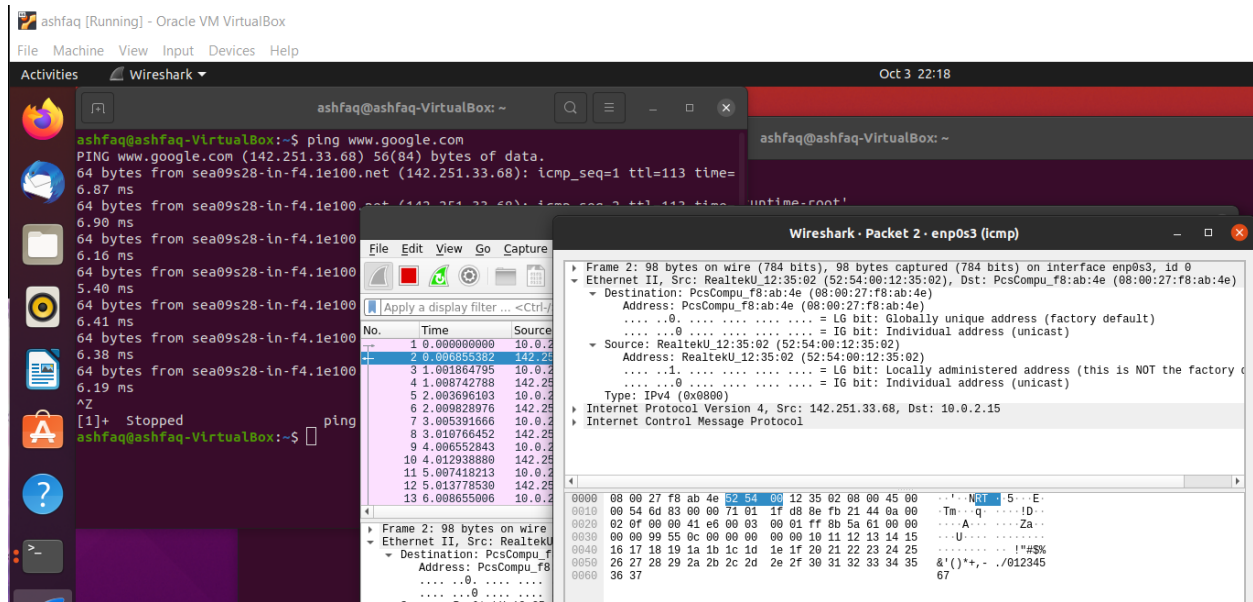 ashfaq [Running] - Oracle VM VirtualBox
File Machine View Input Devices Help
Activities Wireshark Oct 3 22:18
ashfaq@ashfaq-VirtualBox: ~
ashfaq@ashfaq-VirtualBox:~$ ping www.google.com
PING www.google.com (142.251.33.68) 56(84) bytes of data.
64 bytes from sea09s28-in-f4.1e100.net (142.251.33.68): icmp_seq=1 ttl=113 time=
6.87 ms
64 bytes from sea09s28-in-f4.1e100.net (142.251.33.68): icmp_seq=2 ttl=113 time=
6.90 ms
64 bytes from sea09s28-in-f4.1e100
6.16 ms
64 bytes from sea09s28-in-f4.1e100
5.40 ms
64 bytes from sea09s28-in-f4.1e100
6.41 ms
64 bytes from sea09s28-in-f4.1e100
6.38 ms
64 bytes from sea09s28-in-f4.1e100
6.19 ms
^Z
[1]+ Stopped ping
ashfaq@ashfaq-VirtualBox:~$
ashfaq@ashfaq-VirtualBox: ~
untime-root'
File Edit View Go Capture
Apply a display filter ... <Ctrl-/
No. Time Source
1 0.000000000 10.0.2
2 0.006855382 142.25
3 1.001864795 10.0.2
4 1.008742788 142.25
5 2.003696103 10.0.2
6 2.009828976 142.25
7 3.005391666 10.0.2
8 3.010766452 142.25
9 4.006552843 10.0.2
10 4.012938880 142.25
11 5.007418213 10.0.2
12 5.013778530 142.25
13 6.008655006 10.0.2
Frame 2: 98 bytes on wire
Ethernet II, Src: RealtekU
Destination: PcsCompu_f
Address: PcsCompu_f8
.... ..0. .... ....
.... ...0 .... ....
Wireshark · Packet 2 · enp0s3 (icmp)
Frame 2: 98 bytes on wire (784 bits), 98 bytes captured (784 bits) on interface enp0s3, id 0
Ethernet II, Src: RealtekU_12:35:02 (52:54:00:12:35:02), Dst: PcsCompu_f8:ab:4e (08:00:27:f8:ab:4e)
Destination: PcsCompu_f8:ab:4e (08:00:27:f8:ab:4e)
Address: PcsCompu_f8:ab:4e (08:00:27:f8:ab:4e)
.... ..0. .... .... .... .... = LG bit: Globally unique address (factory default)
.... ...0 .... .... .... .... = IG bit: Individual address (unicast)
Source: RealtekU_12:35:02 (52:54:00:12:35:02)
Address: RealtekU_12:35:02 (52:54:00:12:35:02)
.... ..1. .... .... .... .... = LG bit: Locally administered address (this is NOT the factory
.... ...0 .... .... .... .... = IG bit: Individual address (unicast)
Type: IPv4 (0x0800)
Internet Protocol Version 4, Src: 142.251.33.68, Dst: 10.0.2.15
Internet Control Message Protocol
0000 08 00 27 f8 ab 4e 52 54 00 12 35 02 08 00 45 00 ··'··NRT ··5···E·
0010 00 54 6d 83 00 00 71 01 1f d8 8e fb 21 44 0a 00 ·Tm···q· ····!D··
0020 02 0f 00 00 41 e6 00 03 00 01 ff 8b 5a 61 00 00 ····A··· ····Za··
0030 00 00 99 55 0c 00 00 00 00 00 10 11 12 13 14 15 ···U···· ········
0040 16 17 18 19 1a 1b 1c 1d 1e 1f 20 21 22 23 24 25 ········ ·· !"#$%
0050 26 27 28 29 2a 2b 2c 2d 2e 2f 30 31 32 33 34 35 &'()*+,- ./012345
0060 36 37 67